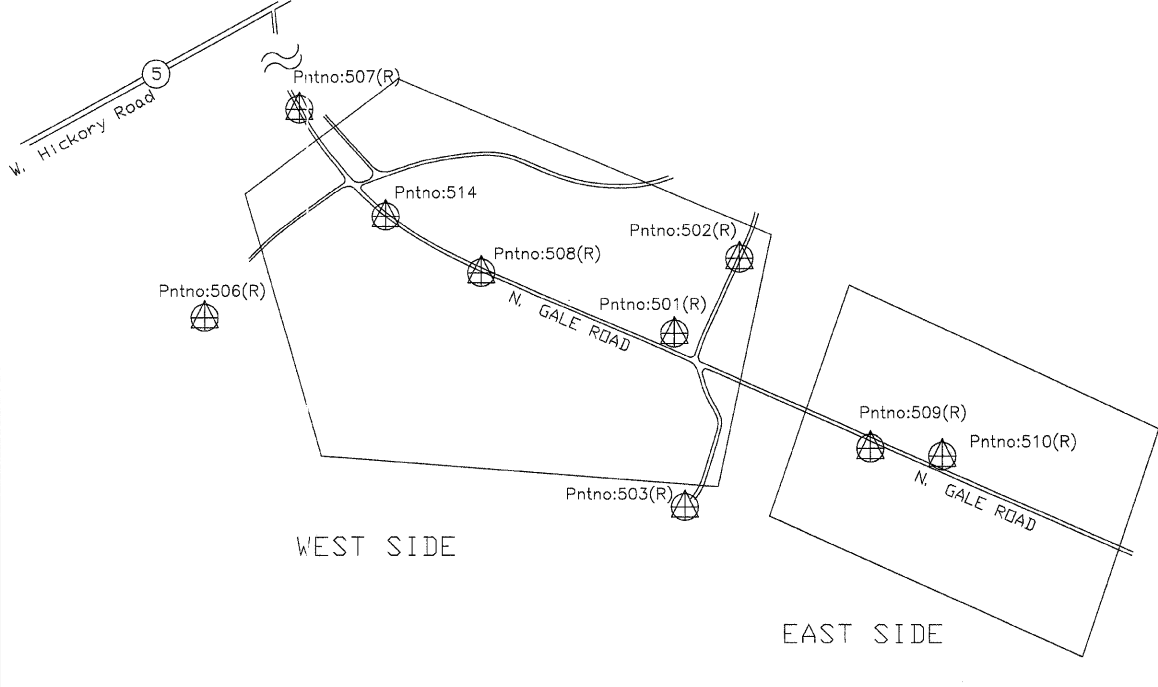 Pntno:507(R)
5
W. Hickory Road
Pntno:514
Pntno:502(R)
Pntno:508(R)
Pntno:506(R)
Pntno:501(R)
N. GALE ROAD
Pntno:509(R)
Pntno:510(R)
N. GALE ROAD
Pntno:503(R)
WEST SIDE
EAST SIDE